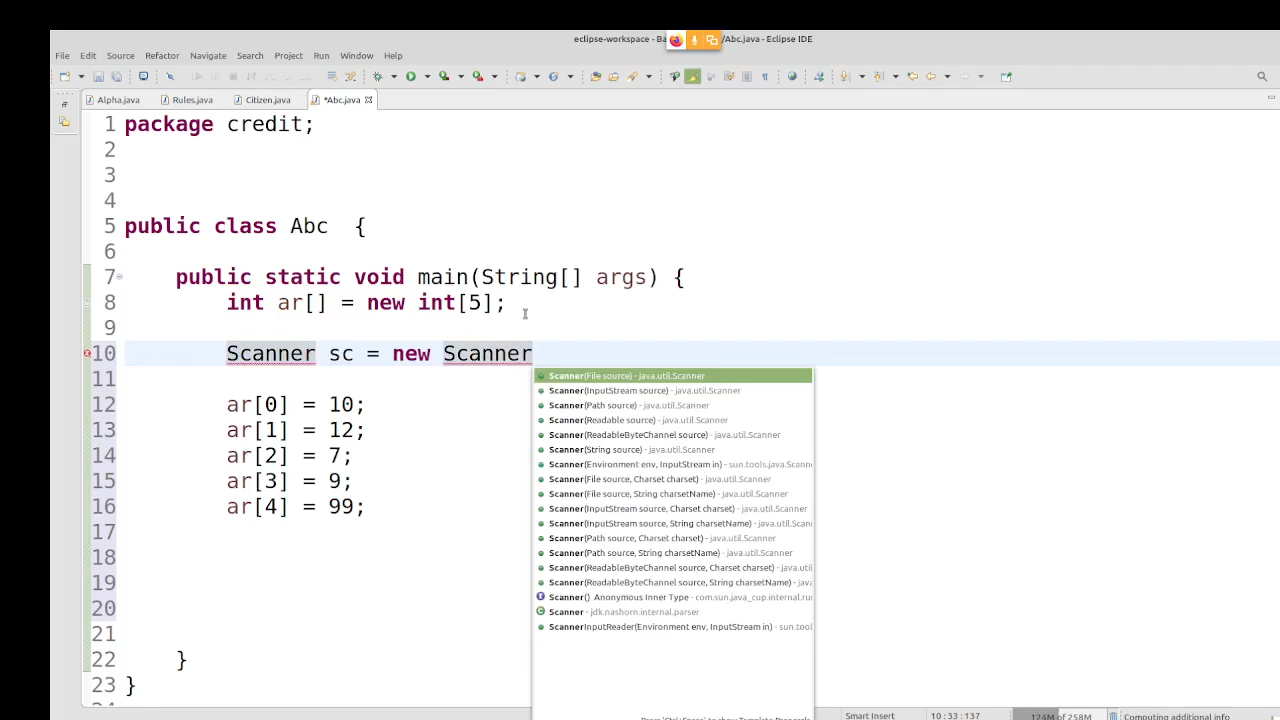 eclipse-workspace - Ba /Abc.java - Eclipse IDE
File Edit Source Refactor Navigate Search Project Run Window Help
Alpha.java Rules.java Citizen.java *Abc.java
1 package credit;
2
3
4
5 public class Abc {
6
7 public static void main(String[] args) {
8 int ar[] = new int[5];
9
10 Scanner sc = new Scanner
11
12 ar[0] = 10;
13 ar[1] = 12;
14 ar[2] = 7;
15 ar[3] = 9;
16 ar[4] = 99;
17
18
19
20
21
22 }
23 }
Scanner(File source) - java.util.Scanner
Scanner(InputStream source) - java.util.Scanner
Scanner(Path source) - java.util.Scanner
Scanner(Readable source) - java.util.Scanner
Scanner(ReadableByteChannel source) - java.util.Scanner
Scanner(String source) - java.util.Scanner
Scanner(Environment env, InputStream in) - sun.tools.java.Scann
Scanner(File source, Charset charset) - java.util.Scanner
Scanner(File source, String charsetName) - java.util.Scanner
Scanner(InputStream source, Charset charset) - java.util.Scanner
Scanner(InputStream source, String charsetName) - java.util.Scan
Scanner(Path source, Charset charset) - java.util.Scanner
Scanner(Path source, String charsetName) - java.util.Scanner
Scanner(ReadableByteChannel source, Charset charset) - java.util
Scanner(ReadableByteChannel source, String charsetName) - java
Scanner() Anonymous Inner Type - com.sun.java_cup.internal.ru
Scanner - jdk.nashorn.internal.parser
ScannerInputReader(Environment env, InputStream in) - sun.tool
Smart Insert 10 : 33 : 137 124M of 258M Computing additional info